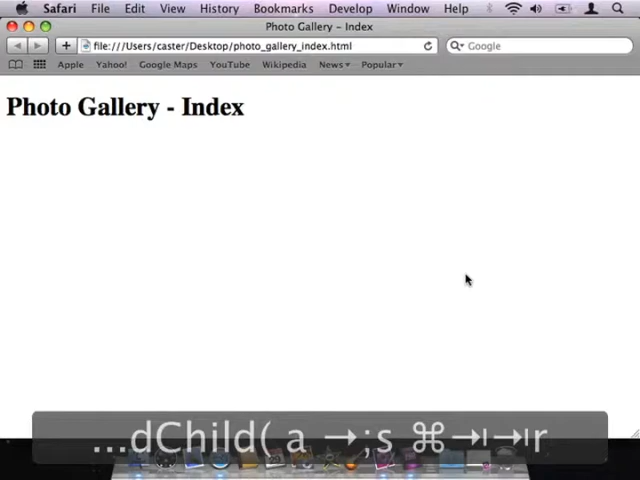 Safari File Edit View History Bookmarks Develop Window Help
Photo Gallery - Index
file:///Users/caster/Desktop/photo_gallery_index.html Google
Apple Yahoo! Google Maps YouTube Wikipedia News Popular
Photo Gallery - Index
...dChild( a →;s ⌘⇥⇥r